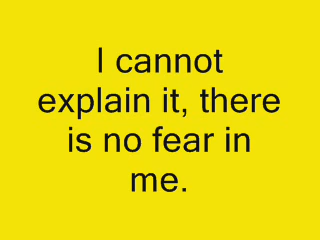 I cannot
explain it, there
is no fear in
me.